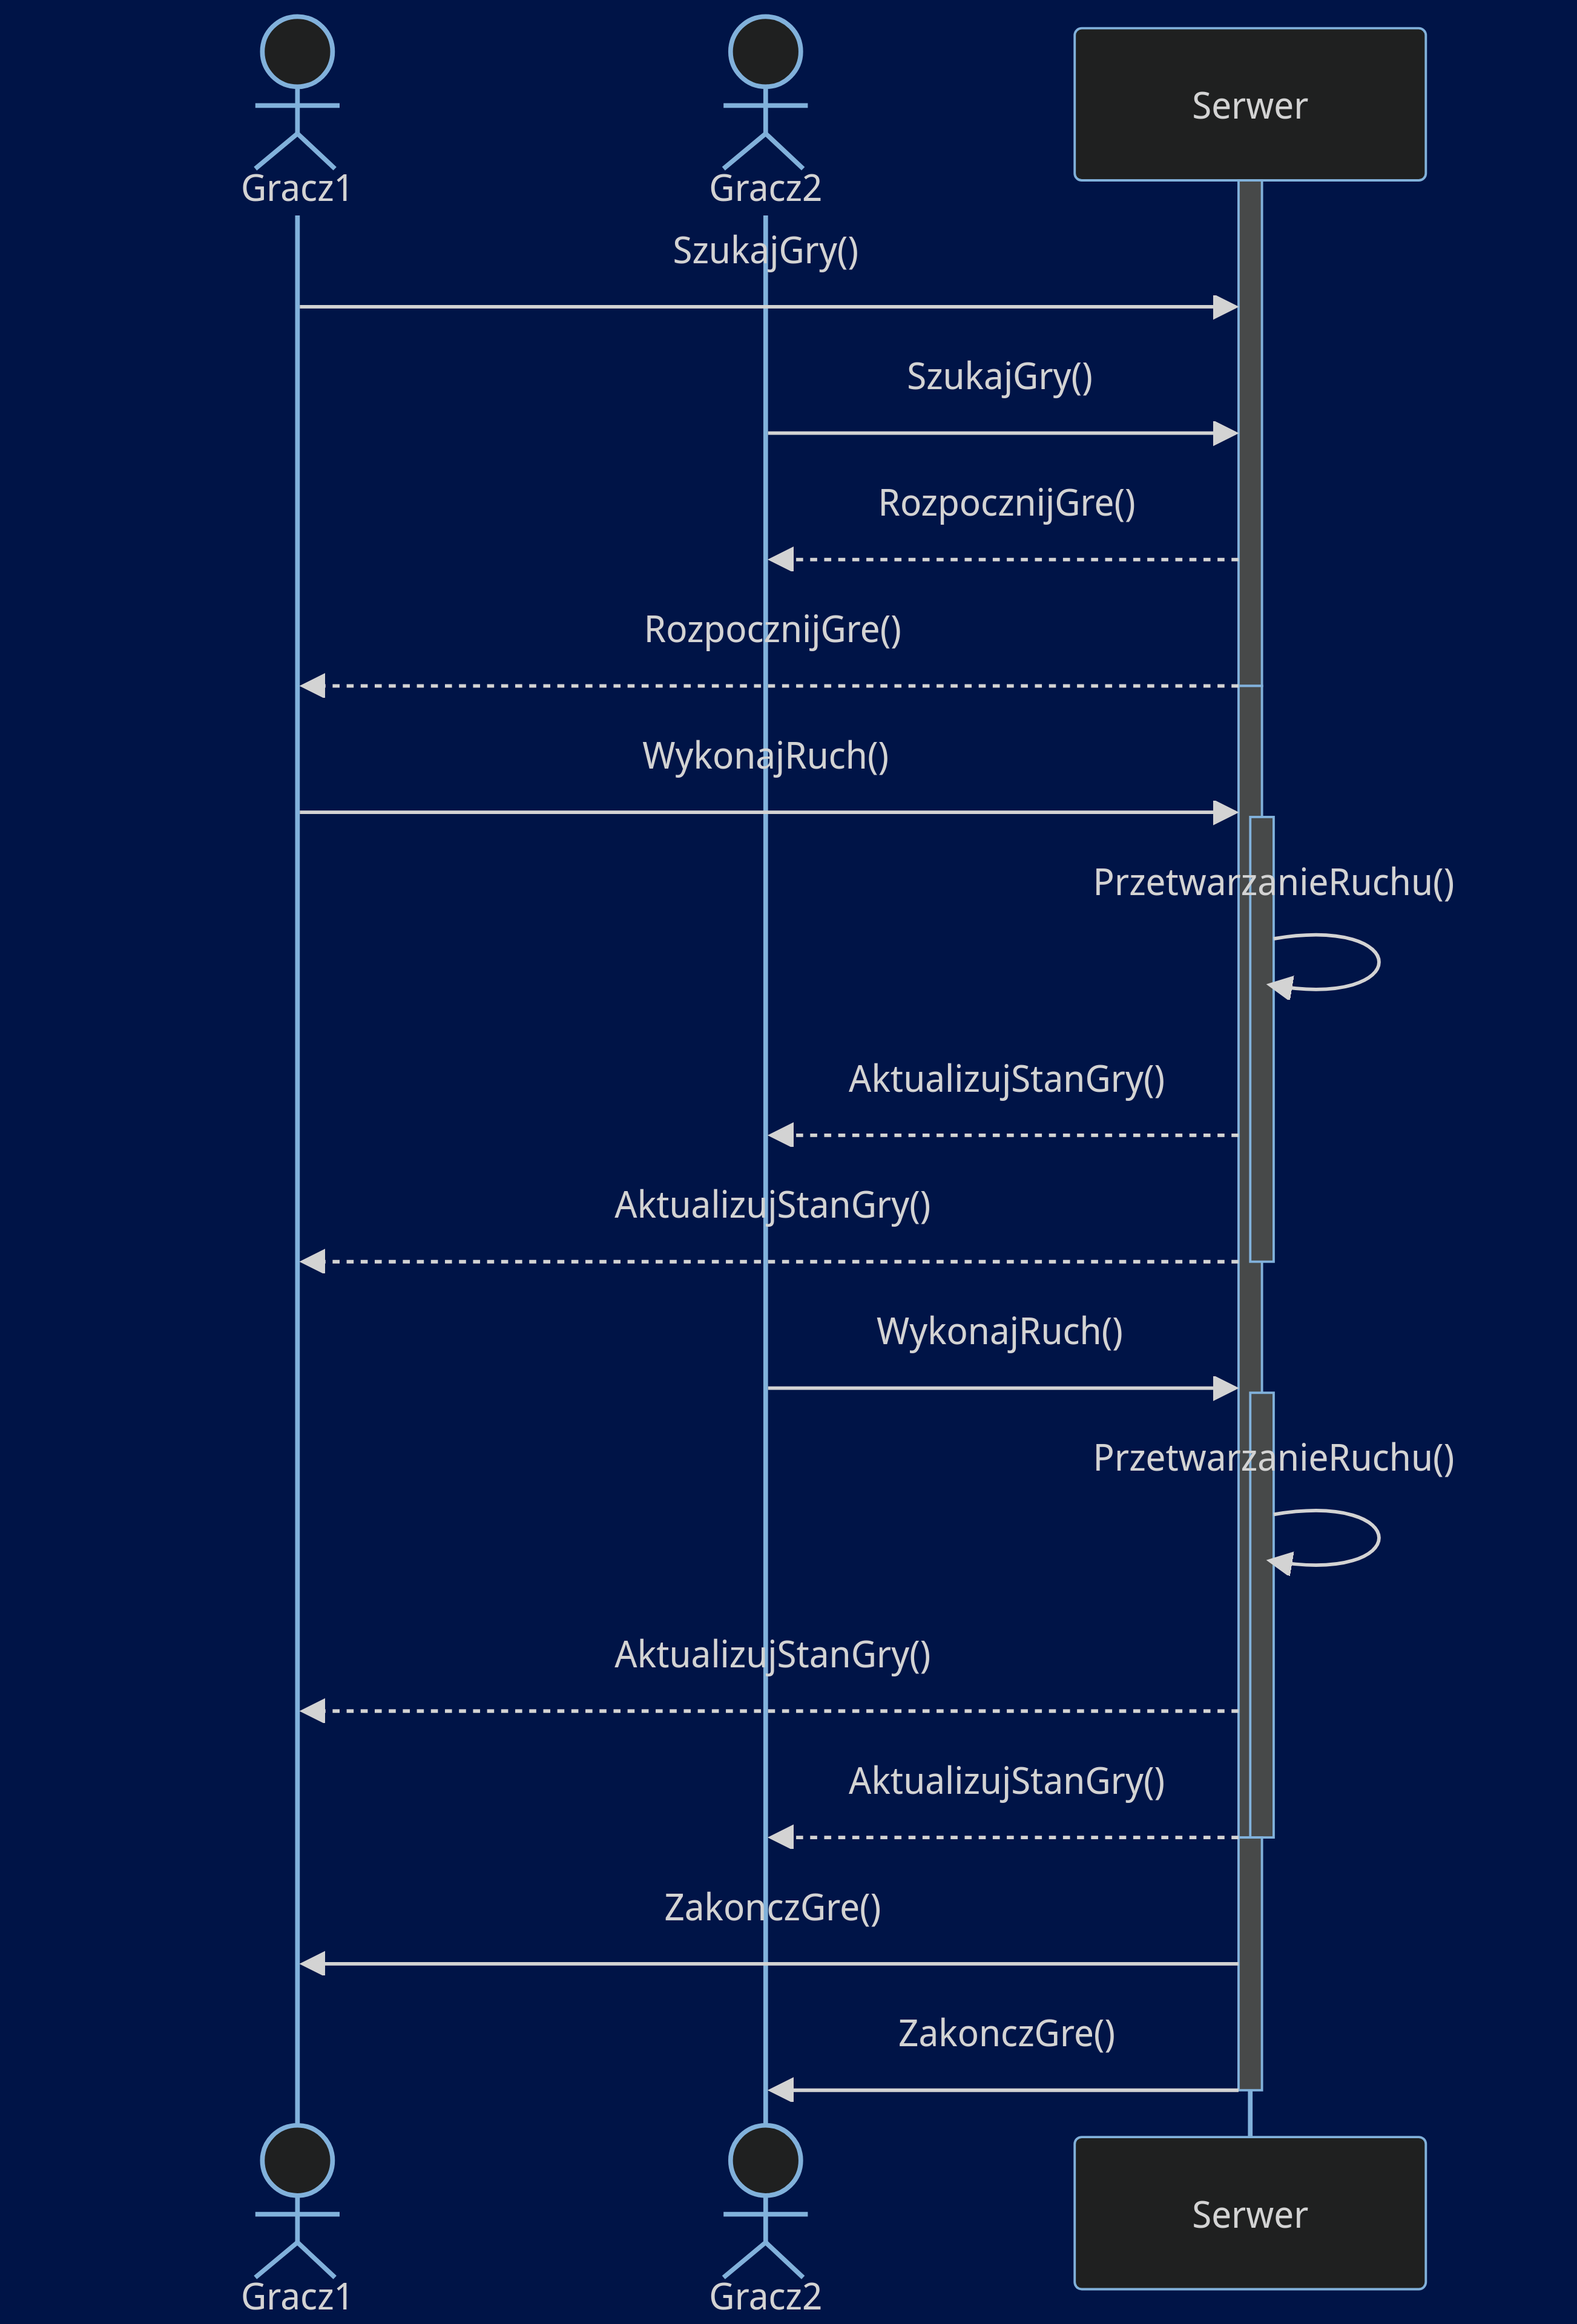 Gracz1
Gracz2
Serwer
SzukajGry()
SzukajGry()
RozpocznijGre()
RozpocznijGre()
WykonajRuch()
PrzetwarzanieRuchu()
AktualizujStanGry()
AktualizujStanGry()
WykonajRuch()
PrzetwarzanieRuchu()
AktualizujStanGry()
AktualizujStanGry()
ZakonczGre()
ZakonczGre()
Gracz1
Gracz2
Serwer